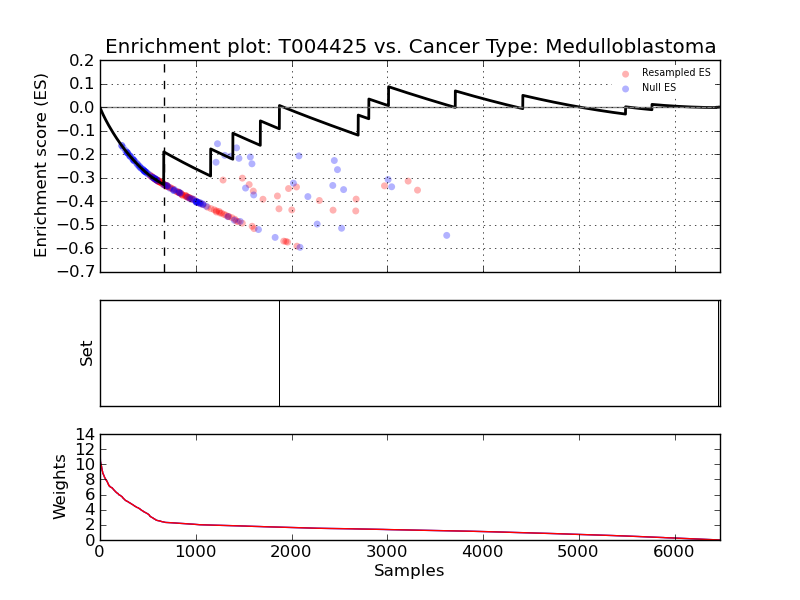 Enrichment plot: T004425 vs. Cancer Type: Medulloblastoma
Enrichment score (ES)
0.2
0.1
0.0
−0.1
−0.2
−0.3
−0.4
−0.5
−0.6
−0.7
Resampled ES
Null ES
Set
Weights
14
12
10
8
6
4
2
0
0 1000 2000 3000 4000 5000 6000
Samples